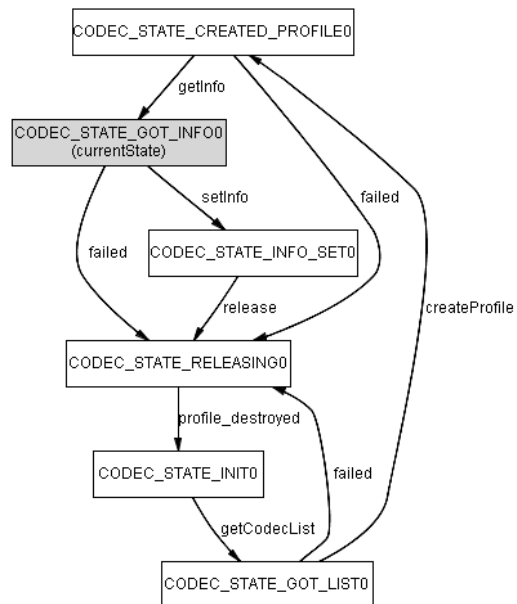 CODEC_STATE_CREATED_PROFILE0
getInfo
CODEC_STATE_GOT_INFO0
(currentState)
setInfo
failed
failed
CODEC_STATE_INFO_SET0
release
createProfile
CODEC_STATE_RELEASING0
profile_destroyed
CODEC_STATE_INIT0
failed
getCodecList
CODEC_STATE_GOT_LIST0